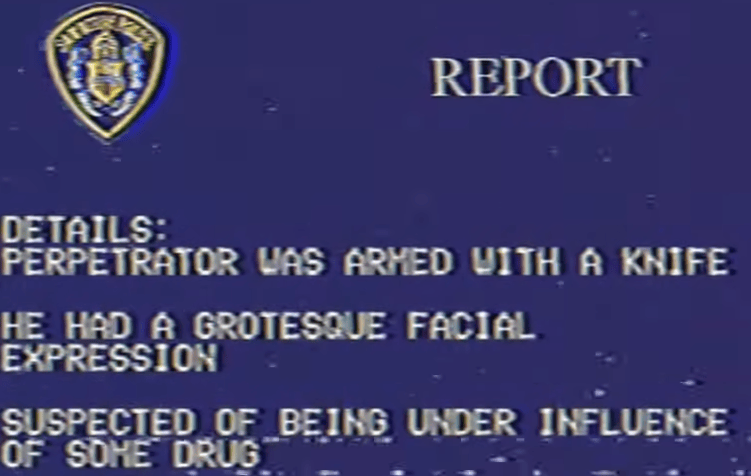 REPORT
DETAILS:
PERPETRATOR WAS ARMED WITH A KNIFE
HE HAD A GROTESQUE FACIAL
EXPRESSION
SUSPECTED OF BEING UNDER INFLUENCE
OF SOME DRUG